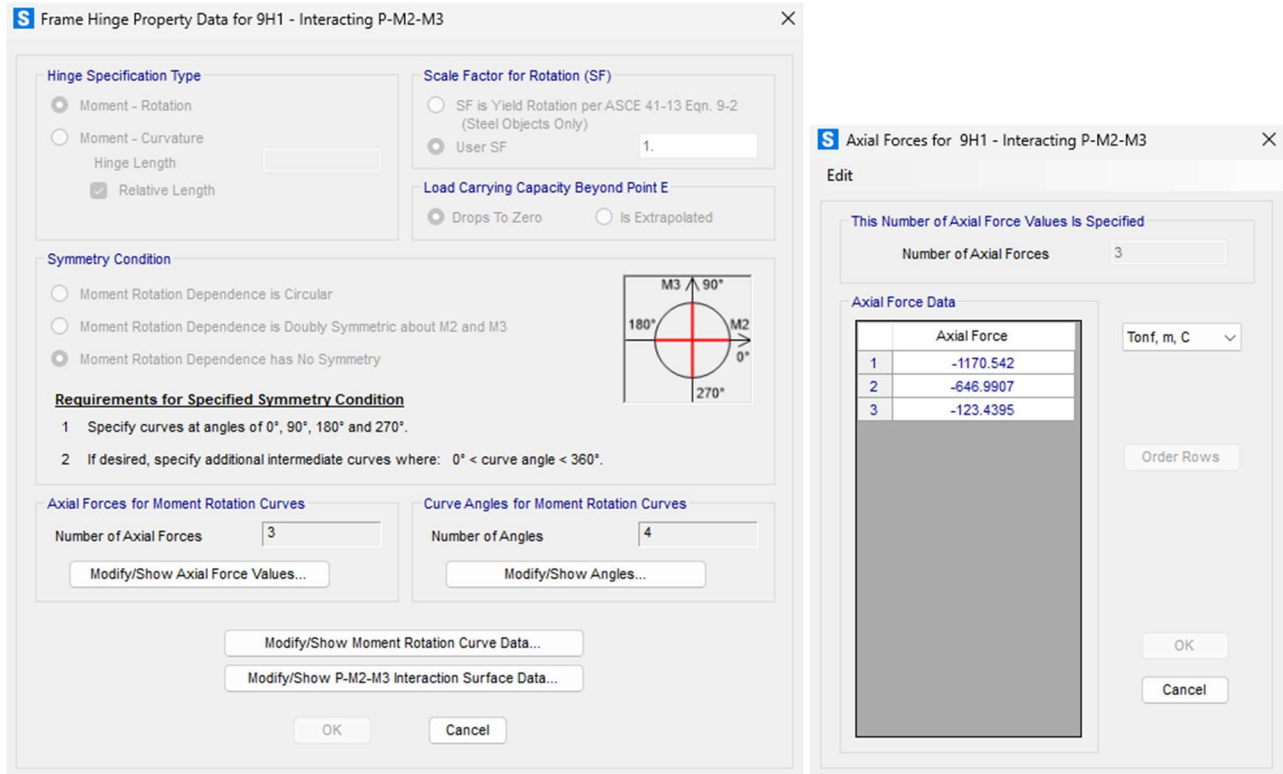 S Frame Hinge Property Data for 9H1 - Interacting P-M2-M3
Hinge Specification Type
Moment - Rotation
Moment - Curvature
Hinge Length
Relative Length
Scale Factor for Rotation (SF)
SF is Yield Rotation per ASCE 41-13 Eqn. 9-2
(Steel Objects Only)
User SF 1.
Load Carrying Capacity Beyond Point E
Drops To Zero Is Extrapolated
Symmetry Condition
Moment Rotation Dependence is Circular
Moment Rotation Dependence is Doubly Symmetric about M2 and M3
Moment Rotation Dependence has No Symmetry
M3 90°
180° M2
0°
270°
Requirements for Specified Symmetry Condition
1 Specify curves at angles of 0°, 90°, 180° and 270°.
2 If desired, specify additional intermediate curves where: 0° < curve angle < 360°.
Axial Forces for Moment Rotation Curves
Number of Axial Forces 3
Modify/Show Axial Force Values...
Curve Angles for Moment Rotation Curves
Number of Angles 4
Modify/Show Angles...
Modify/Show Moment Rotation Curve Data...
Modify/Show P-M2-M3 Interaction Surface Data...
OK Cancel
S Axial Forces for 9H1 - Interacting P-M2-M3
Edit
This Number of Axial Force Values Is Specified
Number of Axial Forces 3
Axial Force Data
Axial Force
1 -1170.542
2 -646.9907
3 -123.4395
Tonf, m, C
Order Rows
OK
Cancel